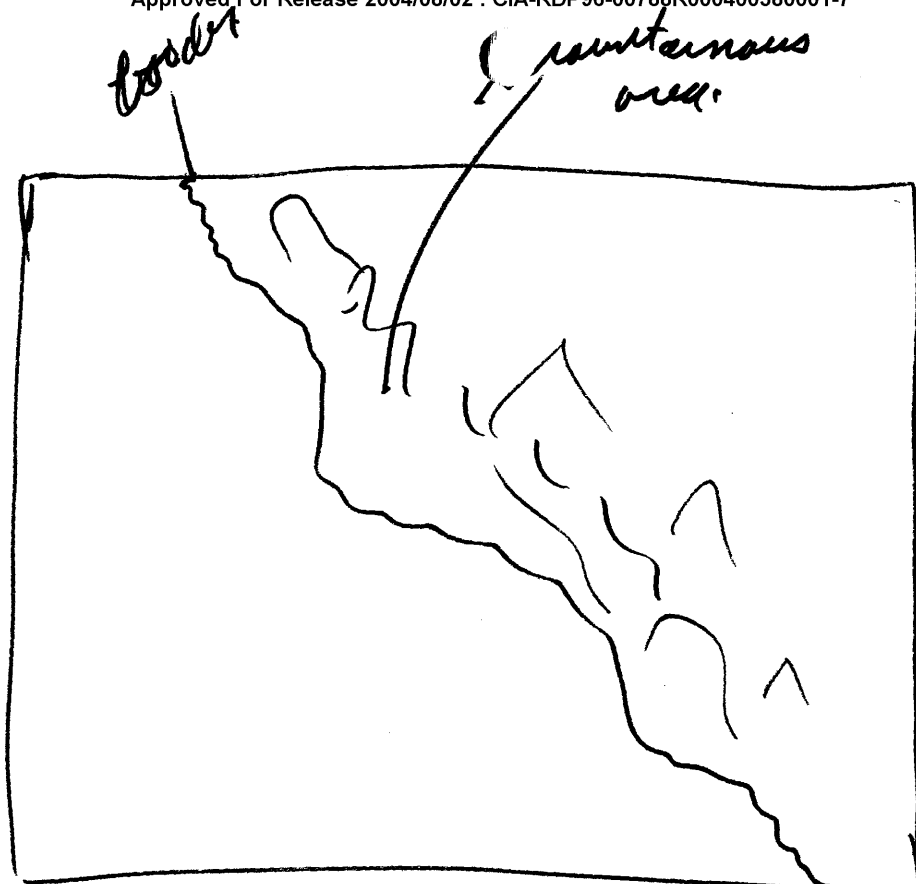 Approved For Release 2004/08/02 : CIA-RDP96-00788R000400380001-7
border
mountainous
area.